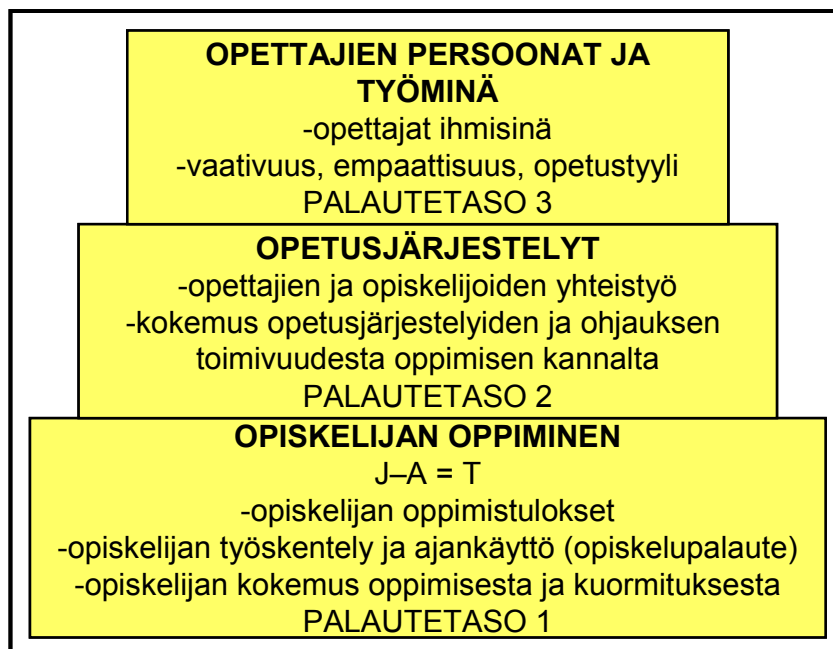 OPETTAJIEN PERSOONAT JA
TYÖMINÄ
-opettajat ihmisinä
-vaativuus, empaattisuus, opetustyyli
PALAUTETASO 3
OPETUSJÄRJESTELYT
-opettajien ja opiskelijoiden yhteistyö
-kokemus opetusjärjestelyiden ja ohjauksen
toimivuudesta oppimisen kannalta
PALAUTETASO 2
OPISKELIJAN OPPIMINEN
J–A = T
-opiskelijan oppimistulokset
-opiskelijan työskentely ja ajankäyttö (opiskelupalaute)
-opiskelijan kokemus oppimisesta ja kuormituksesta
PALAUTETASO 1